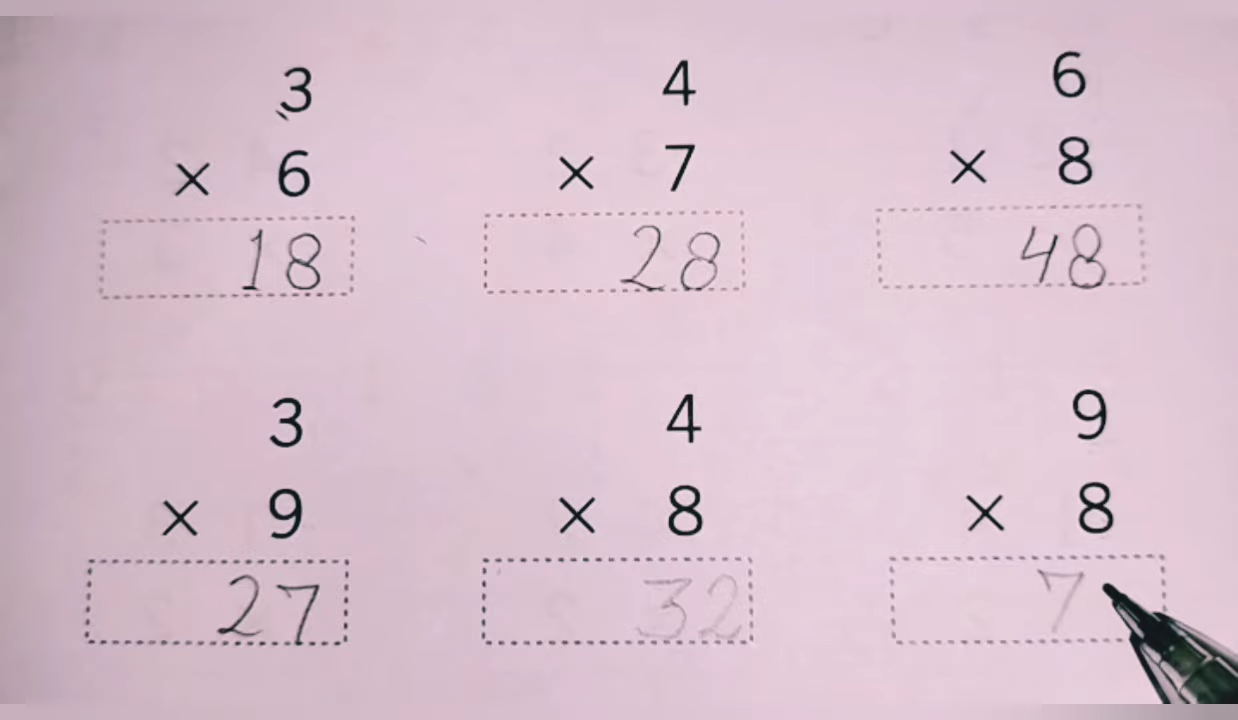 3 4 6
× 6 × 7 × 8
18 28 48
3 4 9
× 9 × 8 × 8
27 32 7